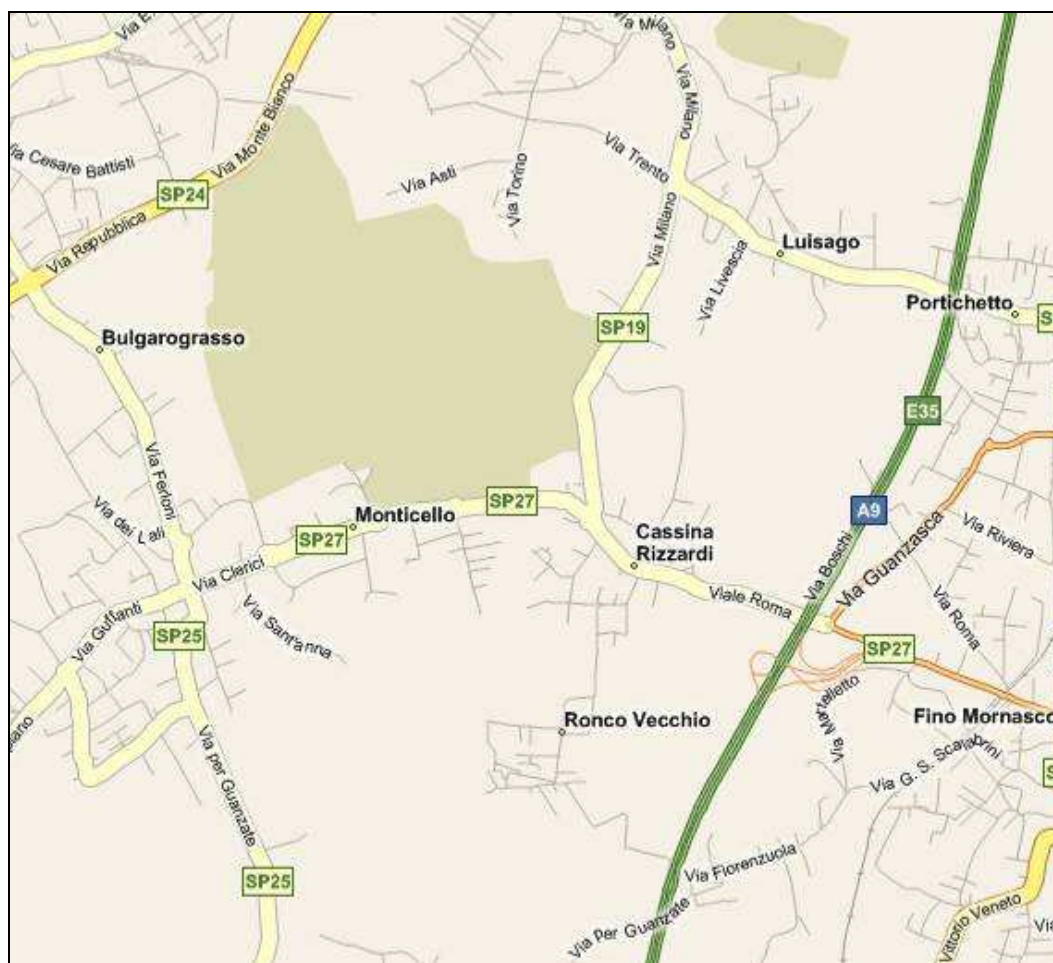 Via M
Milano
Via Milano
Via Monte Bianco
Via Trento
Via Cesare Battisti
Via Asti
Via Torino
SP24
Via Repubblica
Via Milano
Luisago
Via Livescia
Portichetto
S
Bulgarograsso
SP19
E35
Via Ferloni
Via dei Lali
SP27
A9
Monticello
SP27
Cassina
Rizzardi
Via Guanzasca
Via Riviera
Via Boschi
Via Clerici
Viale Roma
Via Roma
Via Guffanti
Via Sant'anna
SP25
SP27
Via Martelletto
Ronco Vecchio
Fino Mornasco
Via per Guanzate
Via G. S. Scalabrini
S
Via Fiorenzuola
SP25
Via Per Guanzate
Vittorio Veneto
Via